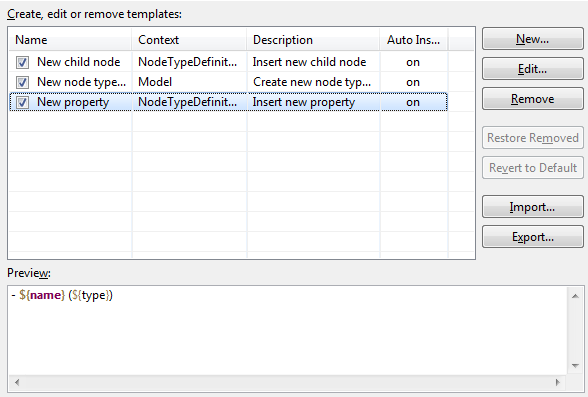 Create, edit or remove templates:
Name Context Description Auto Ins...
New child node NodeTypeDefinit... Insert new child node on
New node type... Model Create new node typ... on
New property NodeTypeDefinit... Insert new property on
New...
Edit...
Remove
Restore Removed
Revert to Default
Import...
Export...
Preview:
- ${name} (${type})